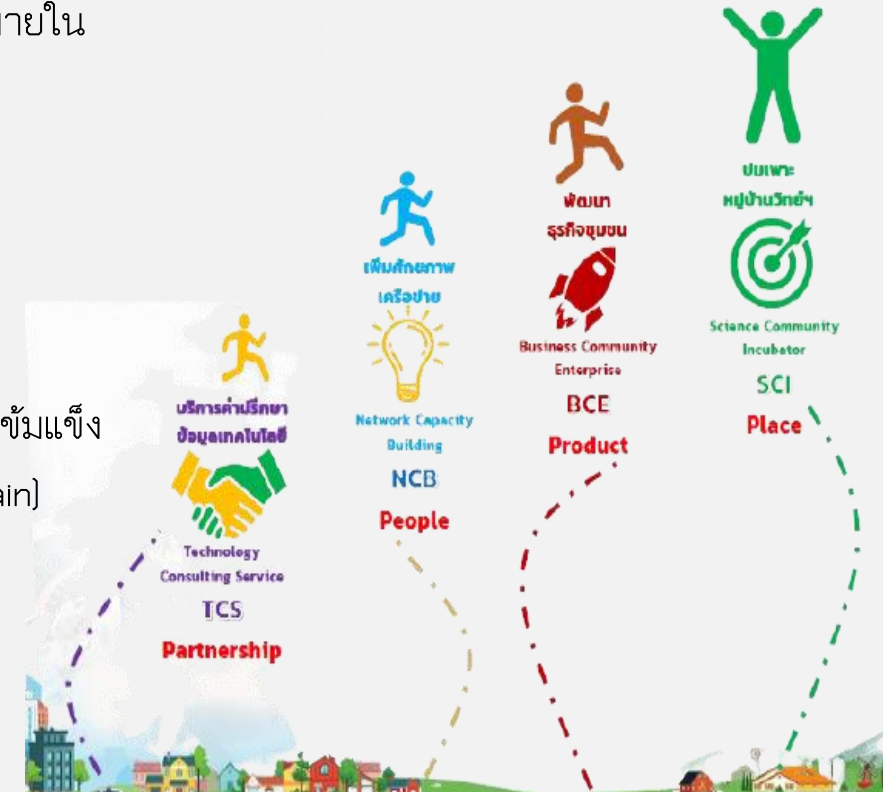 ายใน
ข้มแข็ง
ain)
บริการคำปรึกษา
ข้อมูลเทคโนโลยี
Technology
Consulting Service
TCS
Partnership
เพิ่มศักยภาพ
เครือข่าย
Network Capacity
Building
NCB
People
พัฒนา
ธุรกิจชุมชน
Business Community
Enterprise
BCE
Product
บ่มเพาะ
หมู่บ้านวิทย์ฯ
Science Community
Incubator
SCI
Place